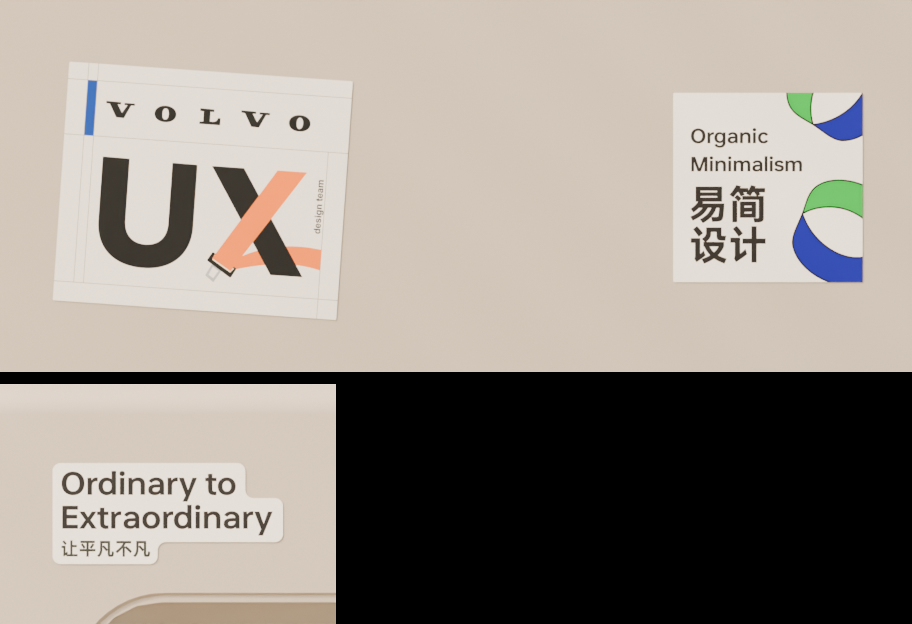 VOLVO
UX
design team
Organic
Minimalism
易简
设计
Ordinary to
Extraordinary
让平凡不凡